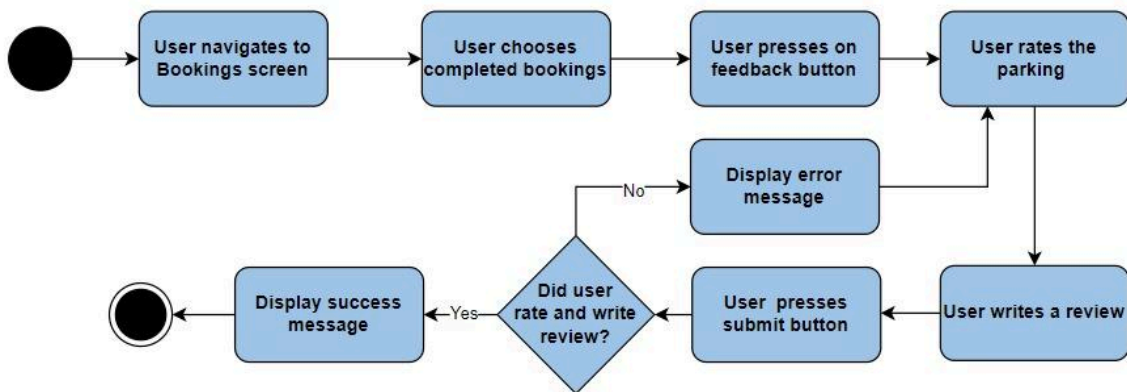 User navigates to
Bookings screen
User chooses
completed bookings
User presses on
feedback button
User rates the
parking
No
Display error
message
Display success
message
Yes
Did user
rate and write
review?
User presses
submit button
User writes a review